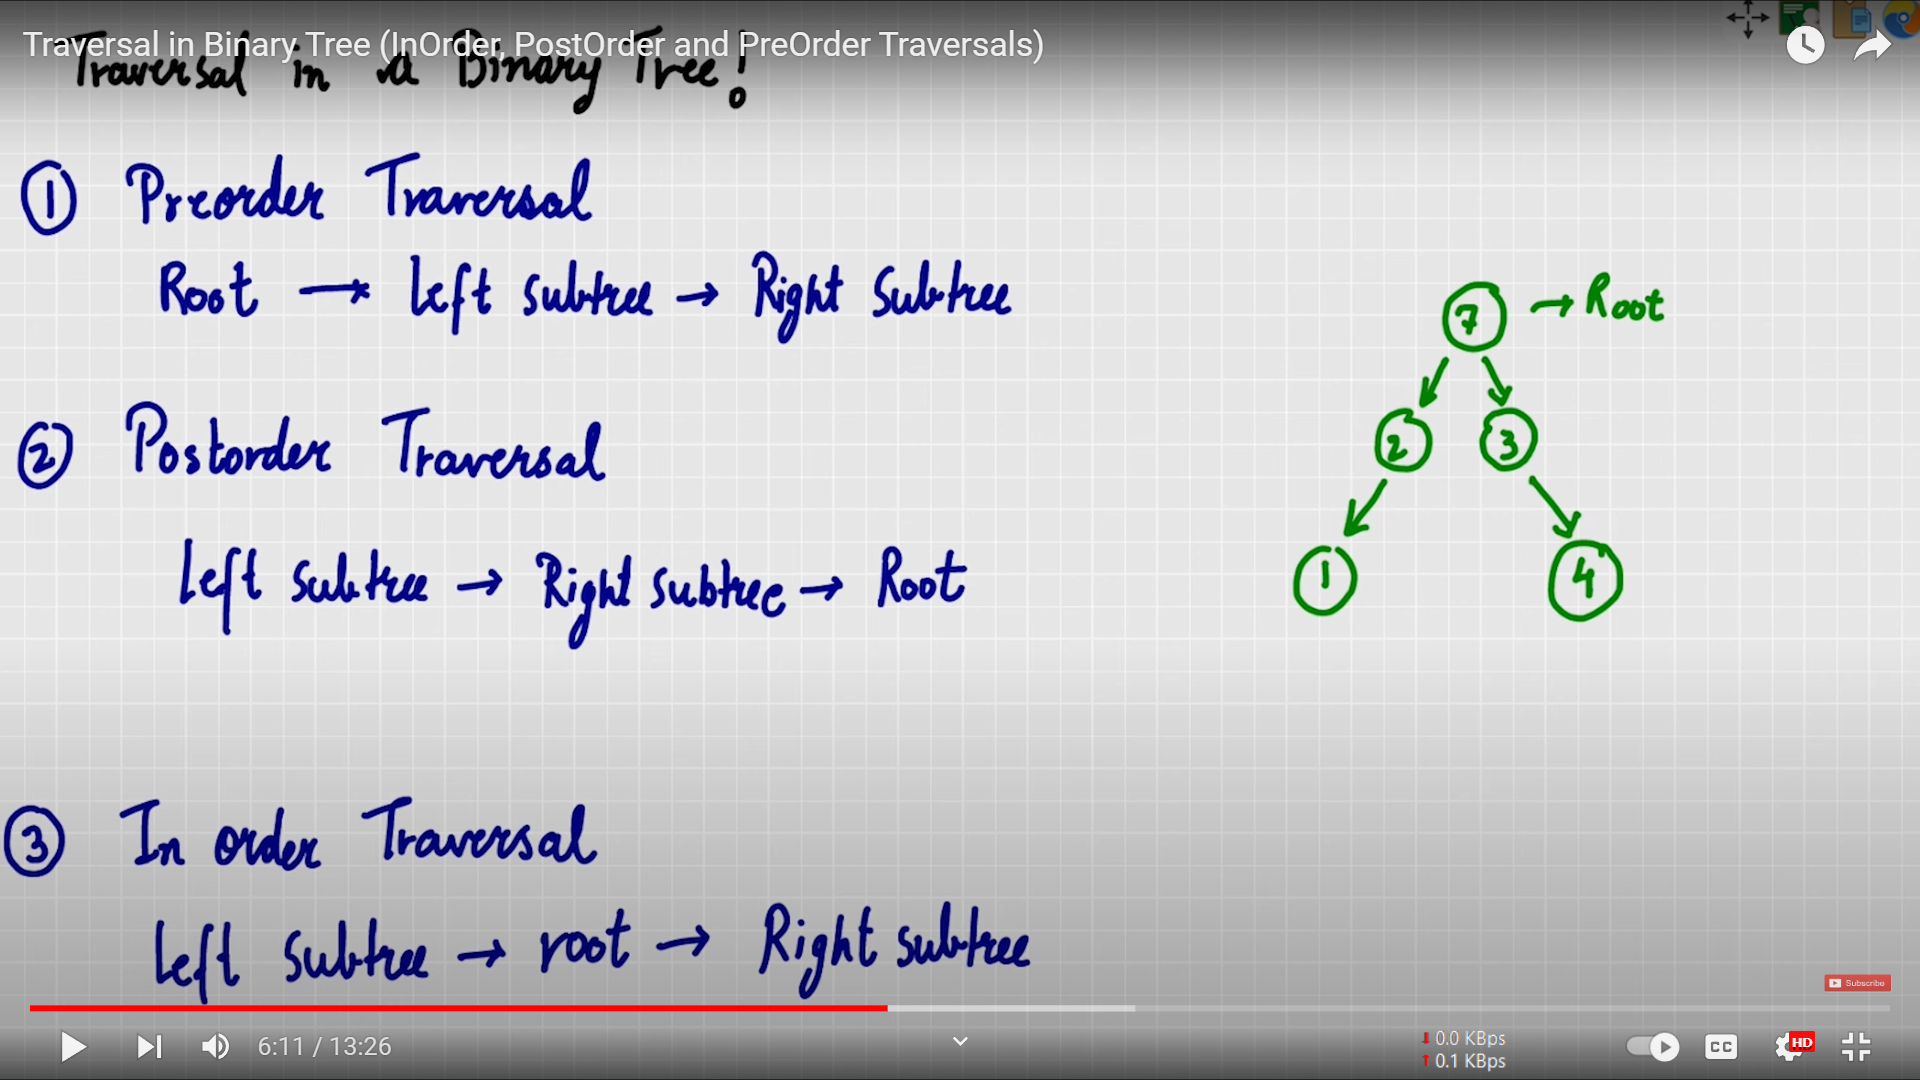 Traversal in Binary Tree (InOrder, PostOrder and PreOrder Traversals)
Traversal in a Binary Tree!
1 Preorder Traversal
Root → Left subtree → Right Subtree
7 → Root
2 3
2 Postorder Traversal
Left subtree → Right subtree → Root
1 4
3 In order Traversal
Left subtree → root → Right subtree
Subscribe
6:11 / 13:26
0.0 KBps
0.1 KBps
CC
HD